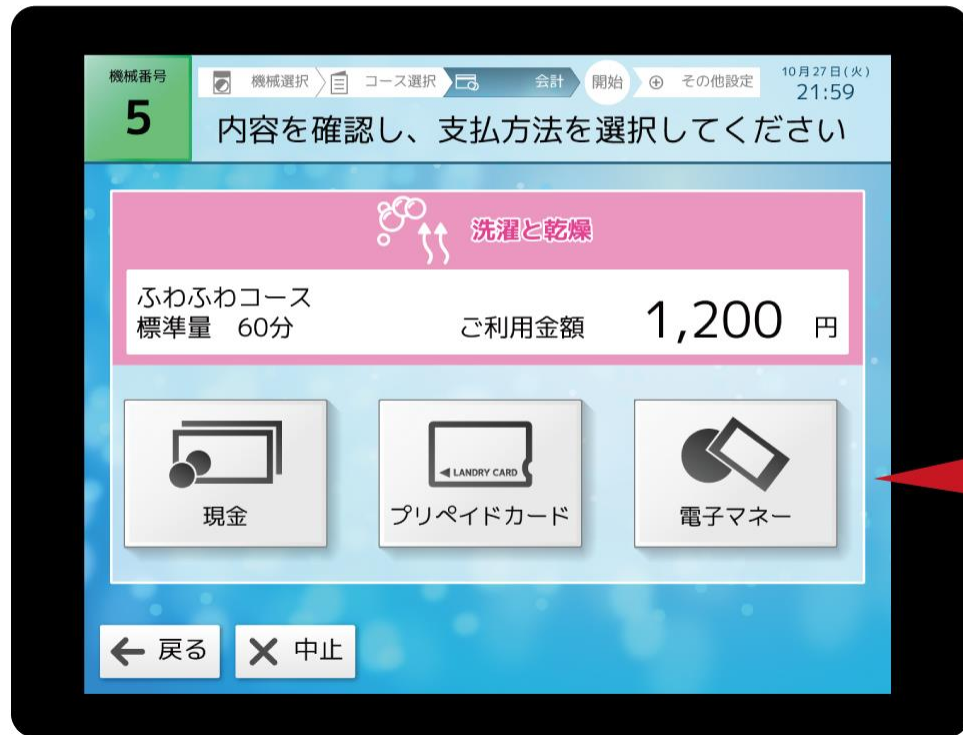 機械番号
5
機械選択
コース選択
会計
開始
その他設定
10月27日(火)
21:59
内容を確認し、支払方法を選択してください
洗濯と乾燥
ふわふわコース
標準量 60分
ご利用金額 1,200 円
LANDRY CARD
現金
プリペイドカード
電子マネー
戻る
中止